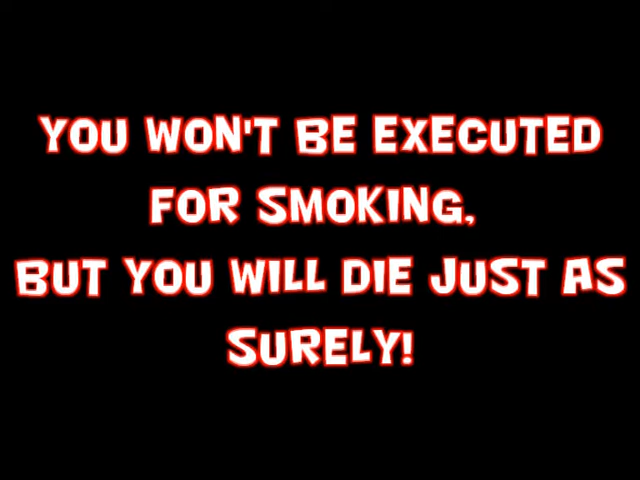 YOU WON'T BE EXECUTED
FOR SMOKING,
BUT YOU WILL DIE JUST AS
SURELY!